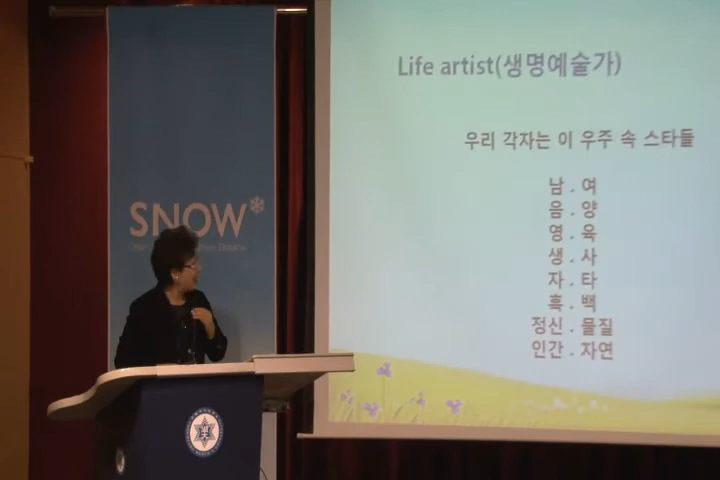 Life artist(생명예술가)
우리 각자는 이 우주 속 스타들
남 . 여
음 . 양
영 . 육
생 . 사
자 . 타
흑 . 백
정신 . 물질
인간 . 자연
SNOW